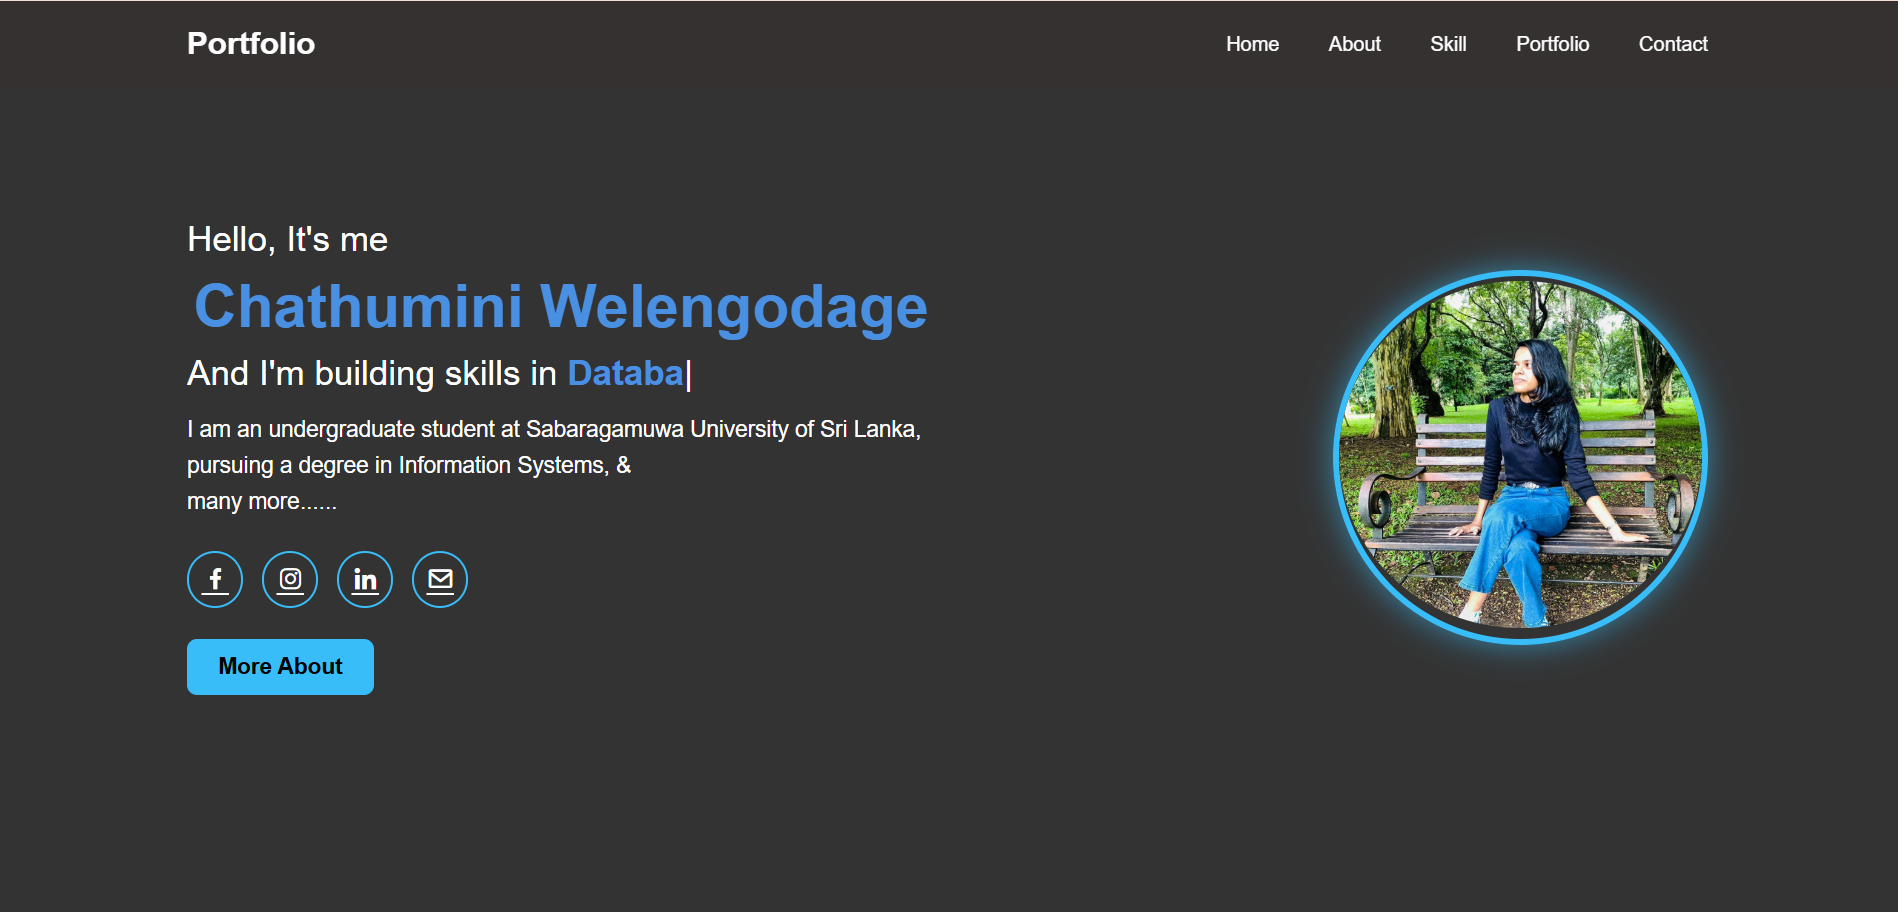 Portfolio
Home About Skill Portfolio Contact
Hello, It's me
Chathumini Welengodage
And I'm building skills in Databa|
I am an undergraduate student at Sabaragamuwa University of Sri Lanka,
pursuing a degree in Information Systems, &
many more......
More About